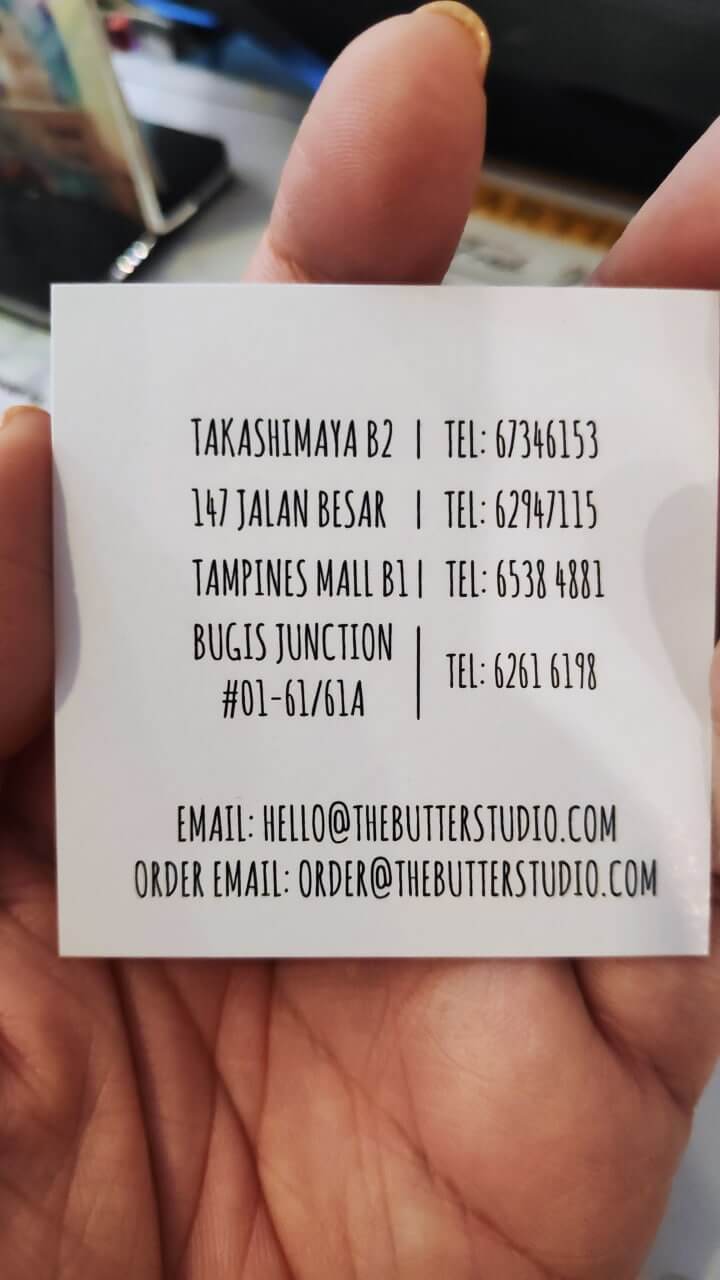 TAKASHIMAYA B2 | TEL: 67346153
147 JALAN BESAR | TEL: 62947115
TAMPINES MALL B1 | TEL: 6538 4881
BUGIS JUNCTION
#01-61/61A | TEL: 6261 6198
EMAIL: HELLO@THEBUTTERSTUDIO.COM
ORDER EMAIL: ORDER@THEBUTTERSTUDIO.COM